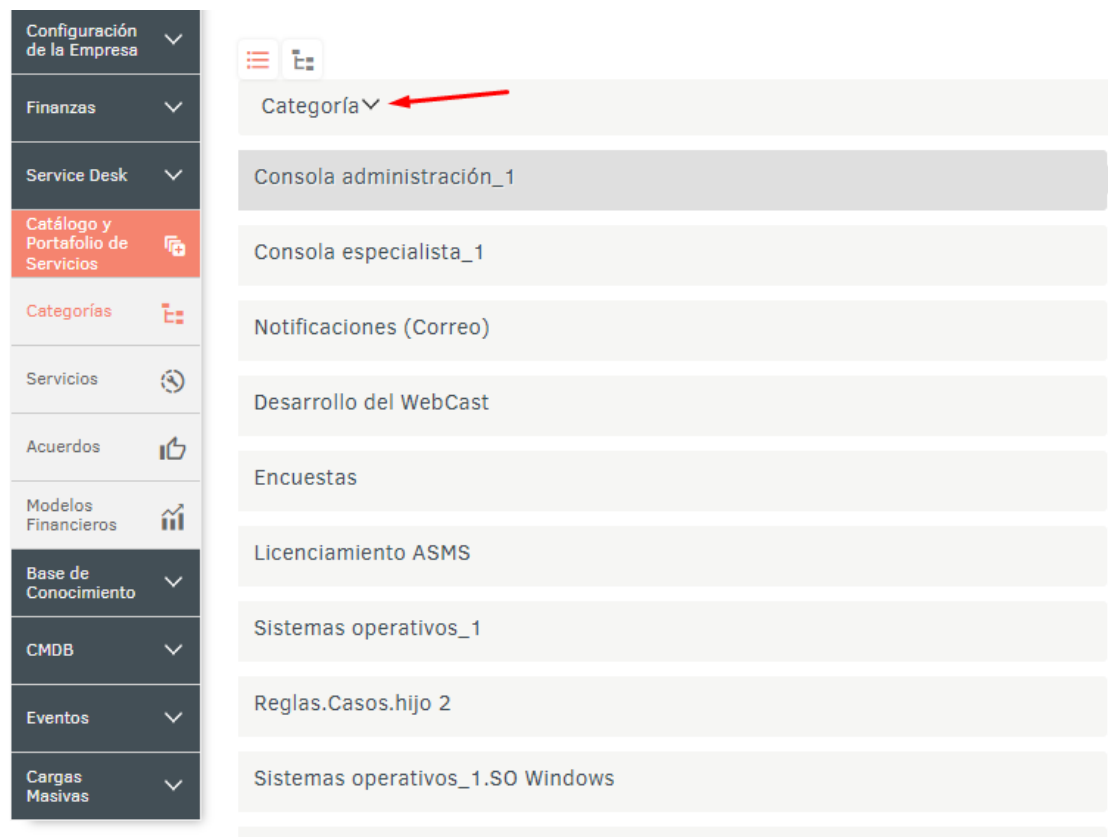 Configuración
de la Empresa
Finanzas
Service Desk
Catálogo y
Portafolio de
Servicios
Categorías
Servicios
Acuerdos
Modelos
Financieros
Base de
Conocimiento
CMDB
Eventos
Cargas
Masivas
Categoría
Consola administración_1
Consola especialista_1
Notificaciones (Correo)
Desarrollo del WebCast
Encuestas
Licenciamiento ASMS
Sistemas operativos_1
Reglas.Casos.hijo 2
Sistemas operativos_1.SO Windows